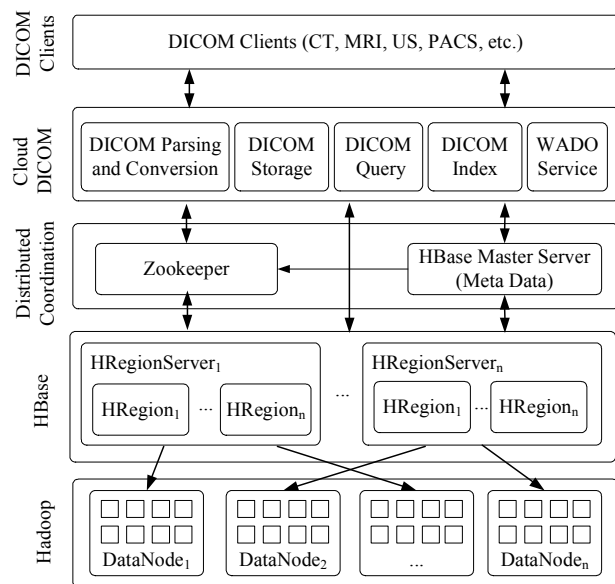 DICOM Clients
DICOM Clients (CT, MRI, US, PACS, etc.)
Cloud DICOM
DICOM Parsing and Conversion
DICOM Storage
DICOM Query
DICOM Index
WADO Service
Distributed Coordination
Zookeeper
HBase Master Server (Meta Data)
HBase
HRegionServer₁
HRegion₁ ... HRegionₙ
...
HRegionServerₙ
HRegion₁ ... HRegionₙ
Hadoop
DataNode₁
DataNode₂
...
DataNodeₙ